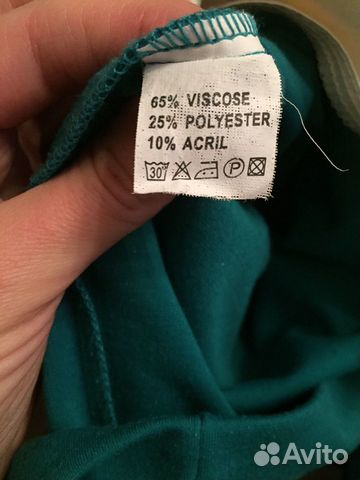 65% VISCOSE
25% POLYESTER
10% ACRIL
30° P
Avito